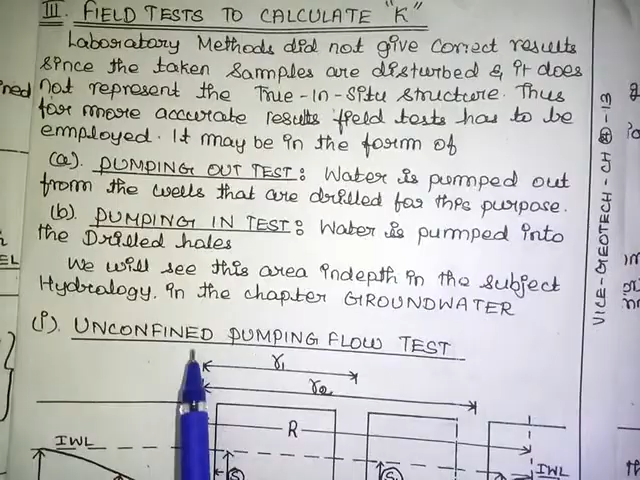 III. FIELD TESTS TO CALCULATE "K"
Laboratory Methods did not give correct results
since the taken samples are disturbed & it does
not represent the True-In-Situ structure. Thus
for more accurate results field tests has to be
employed. It may be in the form of
(a). PUMPING OUT TEST: Water is pumped out
from the wells that are drilled for this purpose.
(b). PUMPING IN TEST: Water is pumped into
the Drilled holes
We will see this area indepth in the subject
Hydrology. in the chapter GROUNDWATER
(i). UNCONFINED PUMPING FLOW TEST
r1
r2
R
IWL
IWL
VICE-GEOTECH-CH
-13
ined
EL